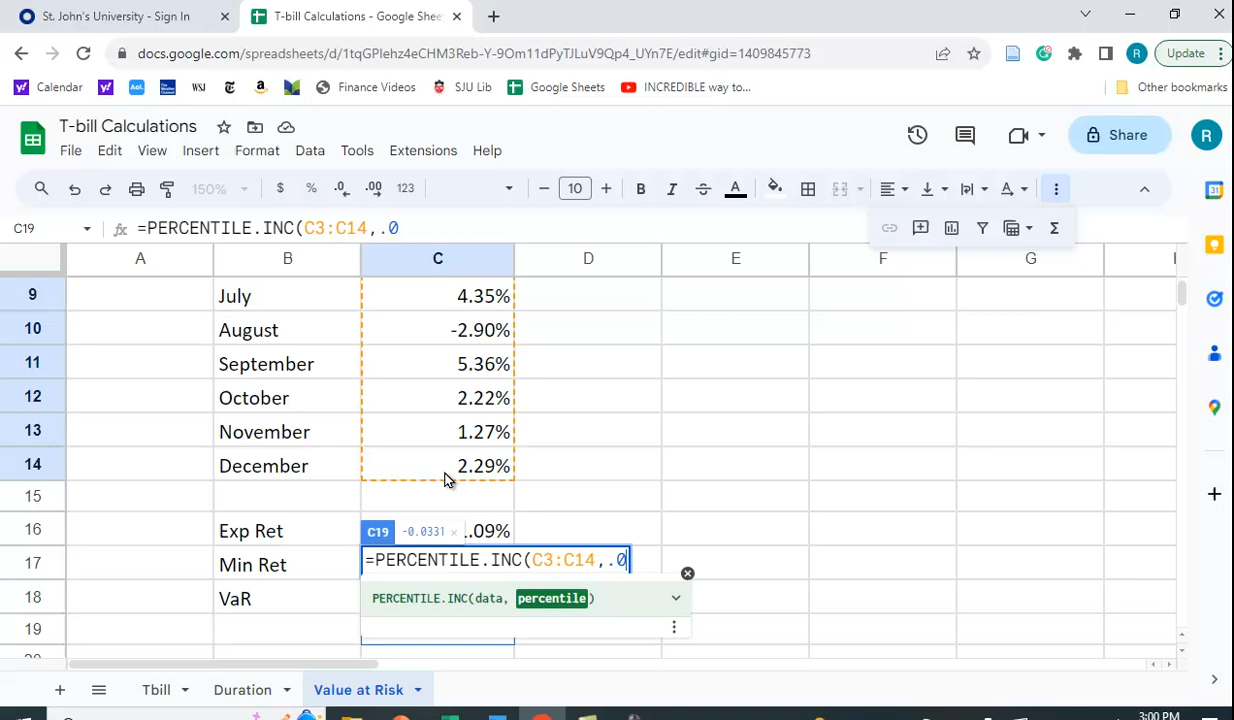 St. John's University - Sign In
T-bill Calculations - Google Shee
docs.google.com/spreadsheets/d/1tqGPlehz4eCHM3Reb-Y-9Om11dPyTJLuV9Qp4_UYn7E/edit#gid=1409845773
R
Update
Calendar
Aol.
WSJ
Finance Videos
SJU Lib
Google Sheets
INCREDIBLE way to...
Other bookmarks
T-bill Calculations
File Edit View Insert Format Data Tools Extensions Help
Share
R
150%
$ % .0 .00 123
10
B I A
C19
fx =PERCENTILE.INC(C3:C14,.0
A B C D E F G
9 July 4.35%
10 August -2.90%
11 September 5.36%
12 October 2.22%
13 November 1.27%
14 December 2.29%
15
16 Exp Ret C19 -0.0331 × .09%
17 Min Ret =PERCENTILE.INC(C3:C14,.0
18 VaR PERCENTILE.INC(data, percentile)
19
Tbill Duration Value at Risk
3:00 PM